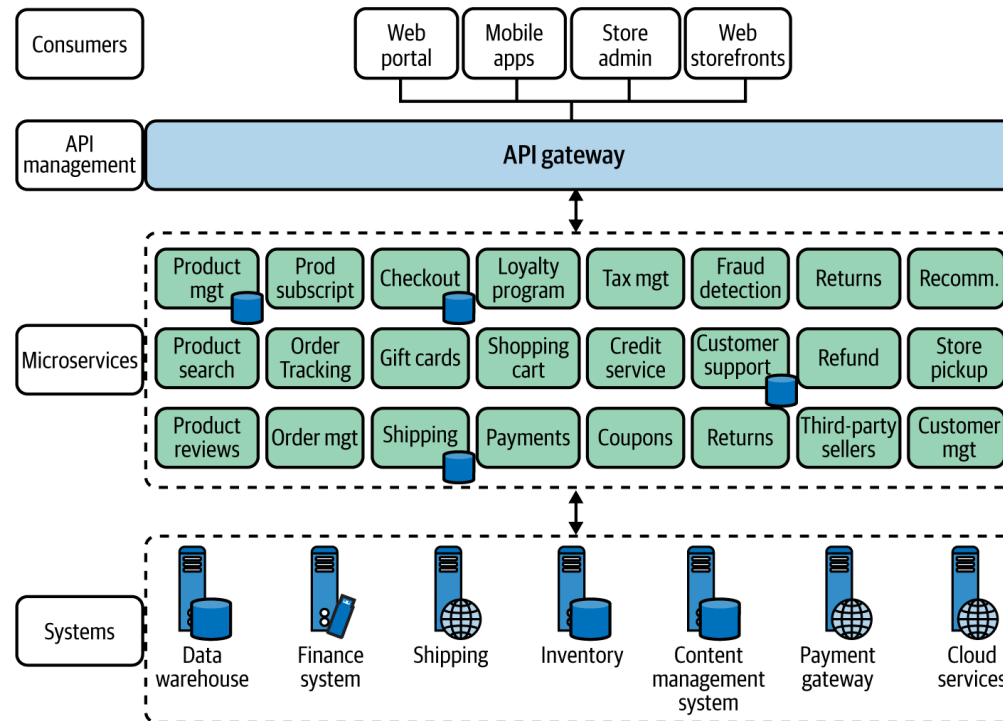 Consumers
Web
portal
Mobile
apps
Store
admin
Web
storefronts
API
management
API gateway
Microservices
Product
mgt
Prod
subscript
Checkout
Loyalty
program
Tax mgt
Fraud
detection
Returns
Recomm.
Product
search
Order
Tracking
Gift cards
Shopping
cart
Credit
service
Customer
support
Refund
Store
pickup
Product
reviews
Order mgt
Shipping
Payments
Coupons
Returns
Third-party
sellers
Customer
mgt
Systems
Data
warehouse
Finance
system
Shipping
Inventory
Content
management
system
Payment
gateway
Cloud
services